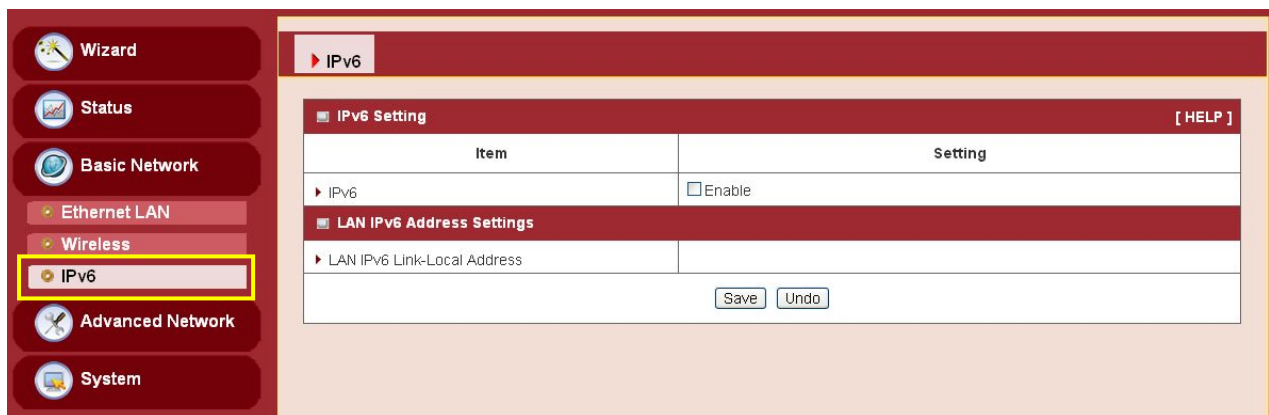 Wizard
Status
Basic Network
Ethernet LAN
Wireless
IPv6
Advanced Network
System
IPv6
IPv6 Setting [ HELP ]
Item Setting
IPv6 Enable
LAN IPv6 Address Settings
LAN IPv6 Link-Local Address
Save Undo